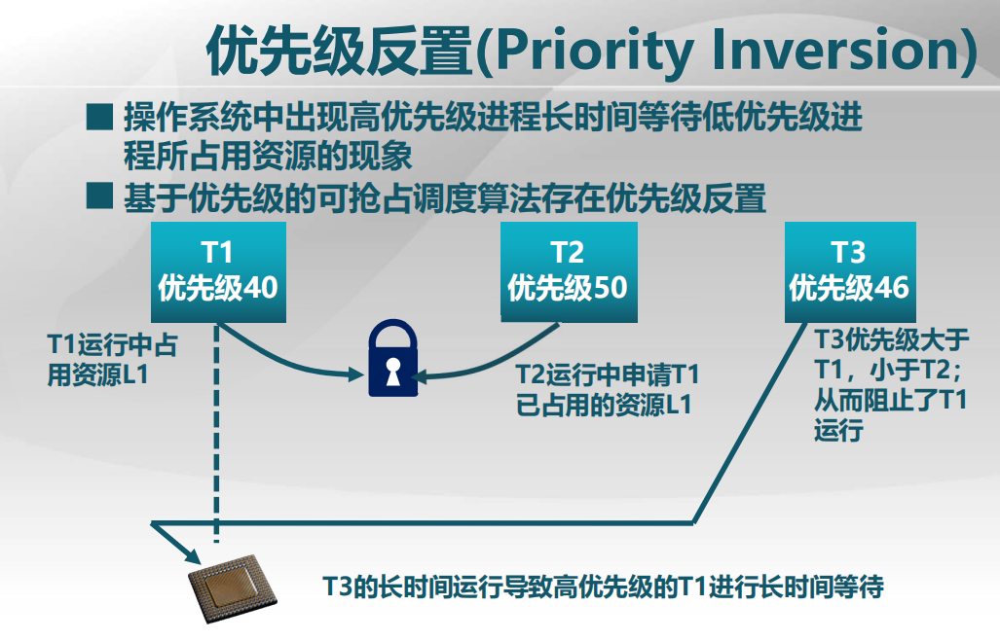 优先级反置(Priority Inversion)
操作系统中出现高优先级进程长时间等待低优先级进
程所占用资源的现象
基于优先级的可抢占调度算法存在优先级反置
T1
优先级40
T2
优先级50
T3
优先级46
T1运行中占
用资源L1
T2运行中申请T1
已占用的资源L1
T3优先级大于
T1，小于T2；
从而阻止了T1
运行
T3的长时间运行导致高优先级的T1进行长时间等待